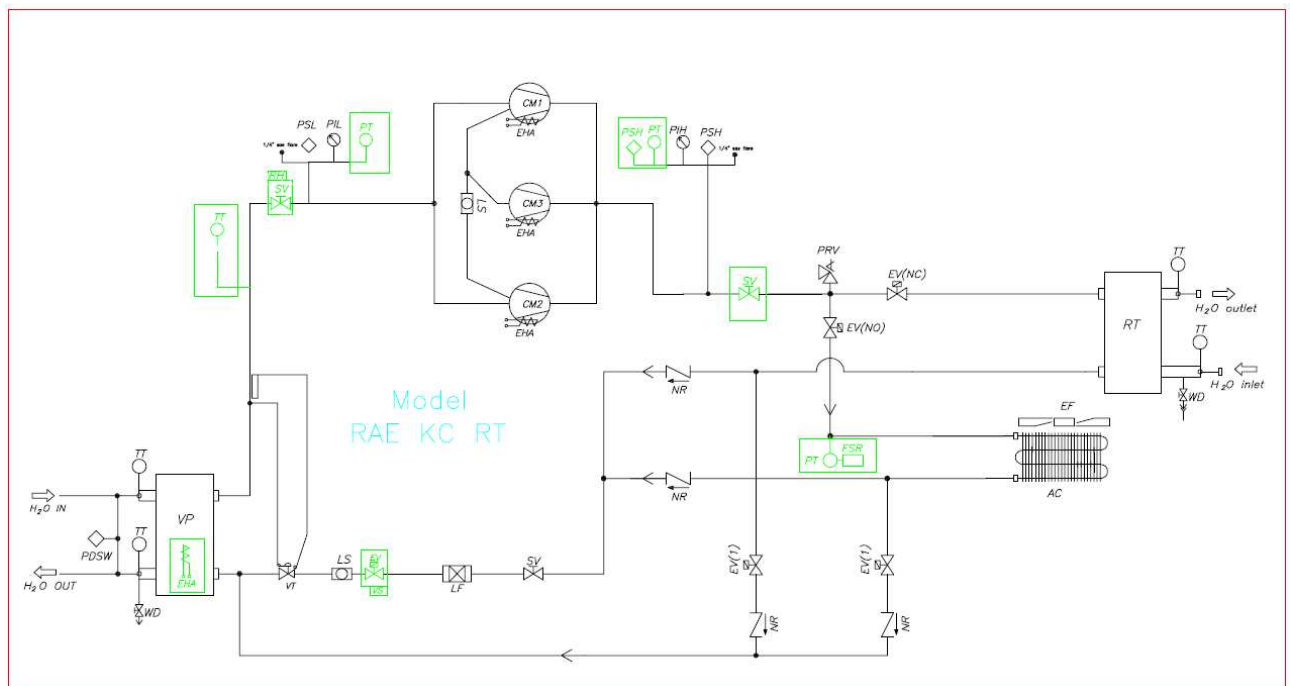 CM1
EHA
PSL
PIL
PT
1/4" sae flare
PSH
PT
PIH
PSH
1/4" sae flare
RH
SV
LS
CM3
EHA
TT
CM2
EHA
SV
PRV
EV(NC)
EV(NO)
TT
H₂O outlet
RT
TT
H₂O inlet
WD
NR
Model
RAE KC RT
EF
PT
FSR
NR
AC
TT
H₂O IN
VP
PDSW
TT
H₂O OUT
EHA
WD
VT
LS
EV
VS
LF
SV
EV(1)
EV(1)
NR
NR